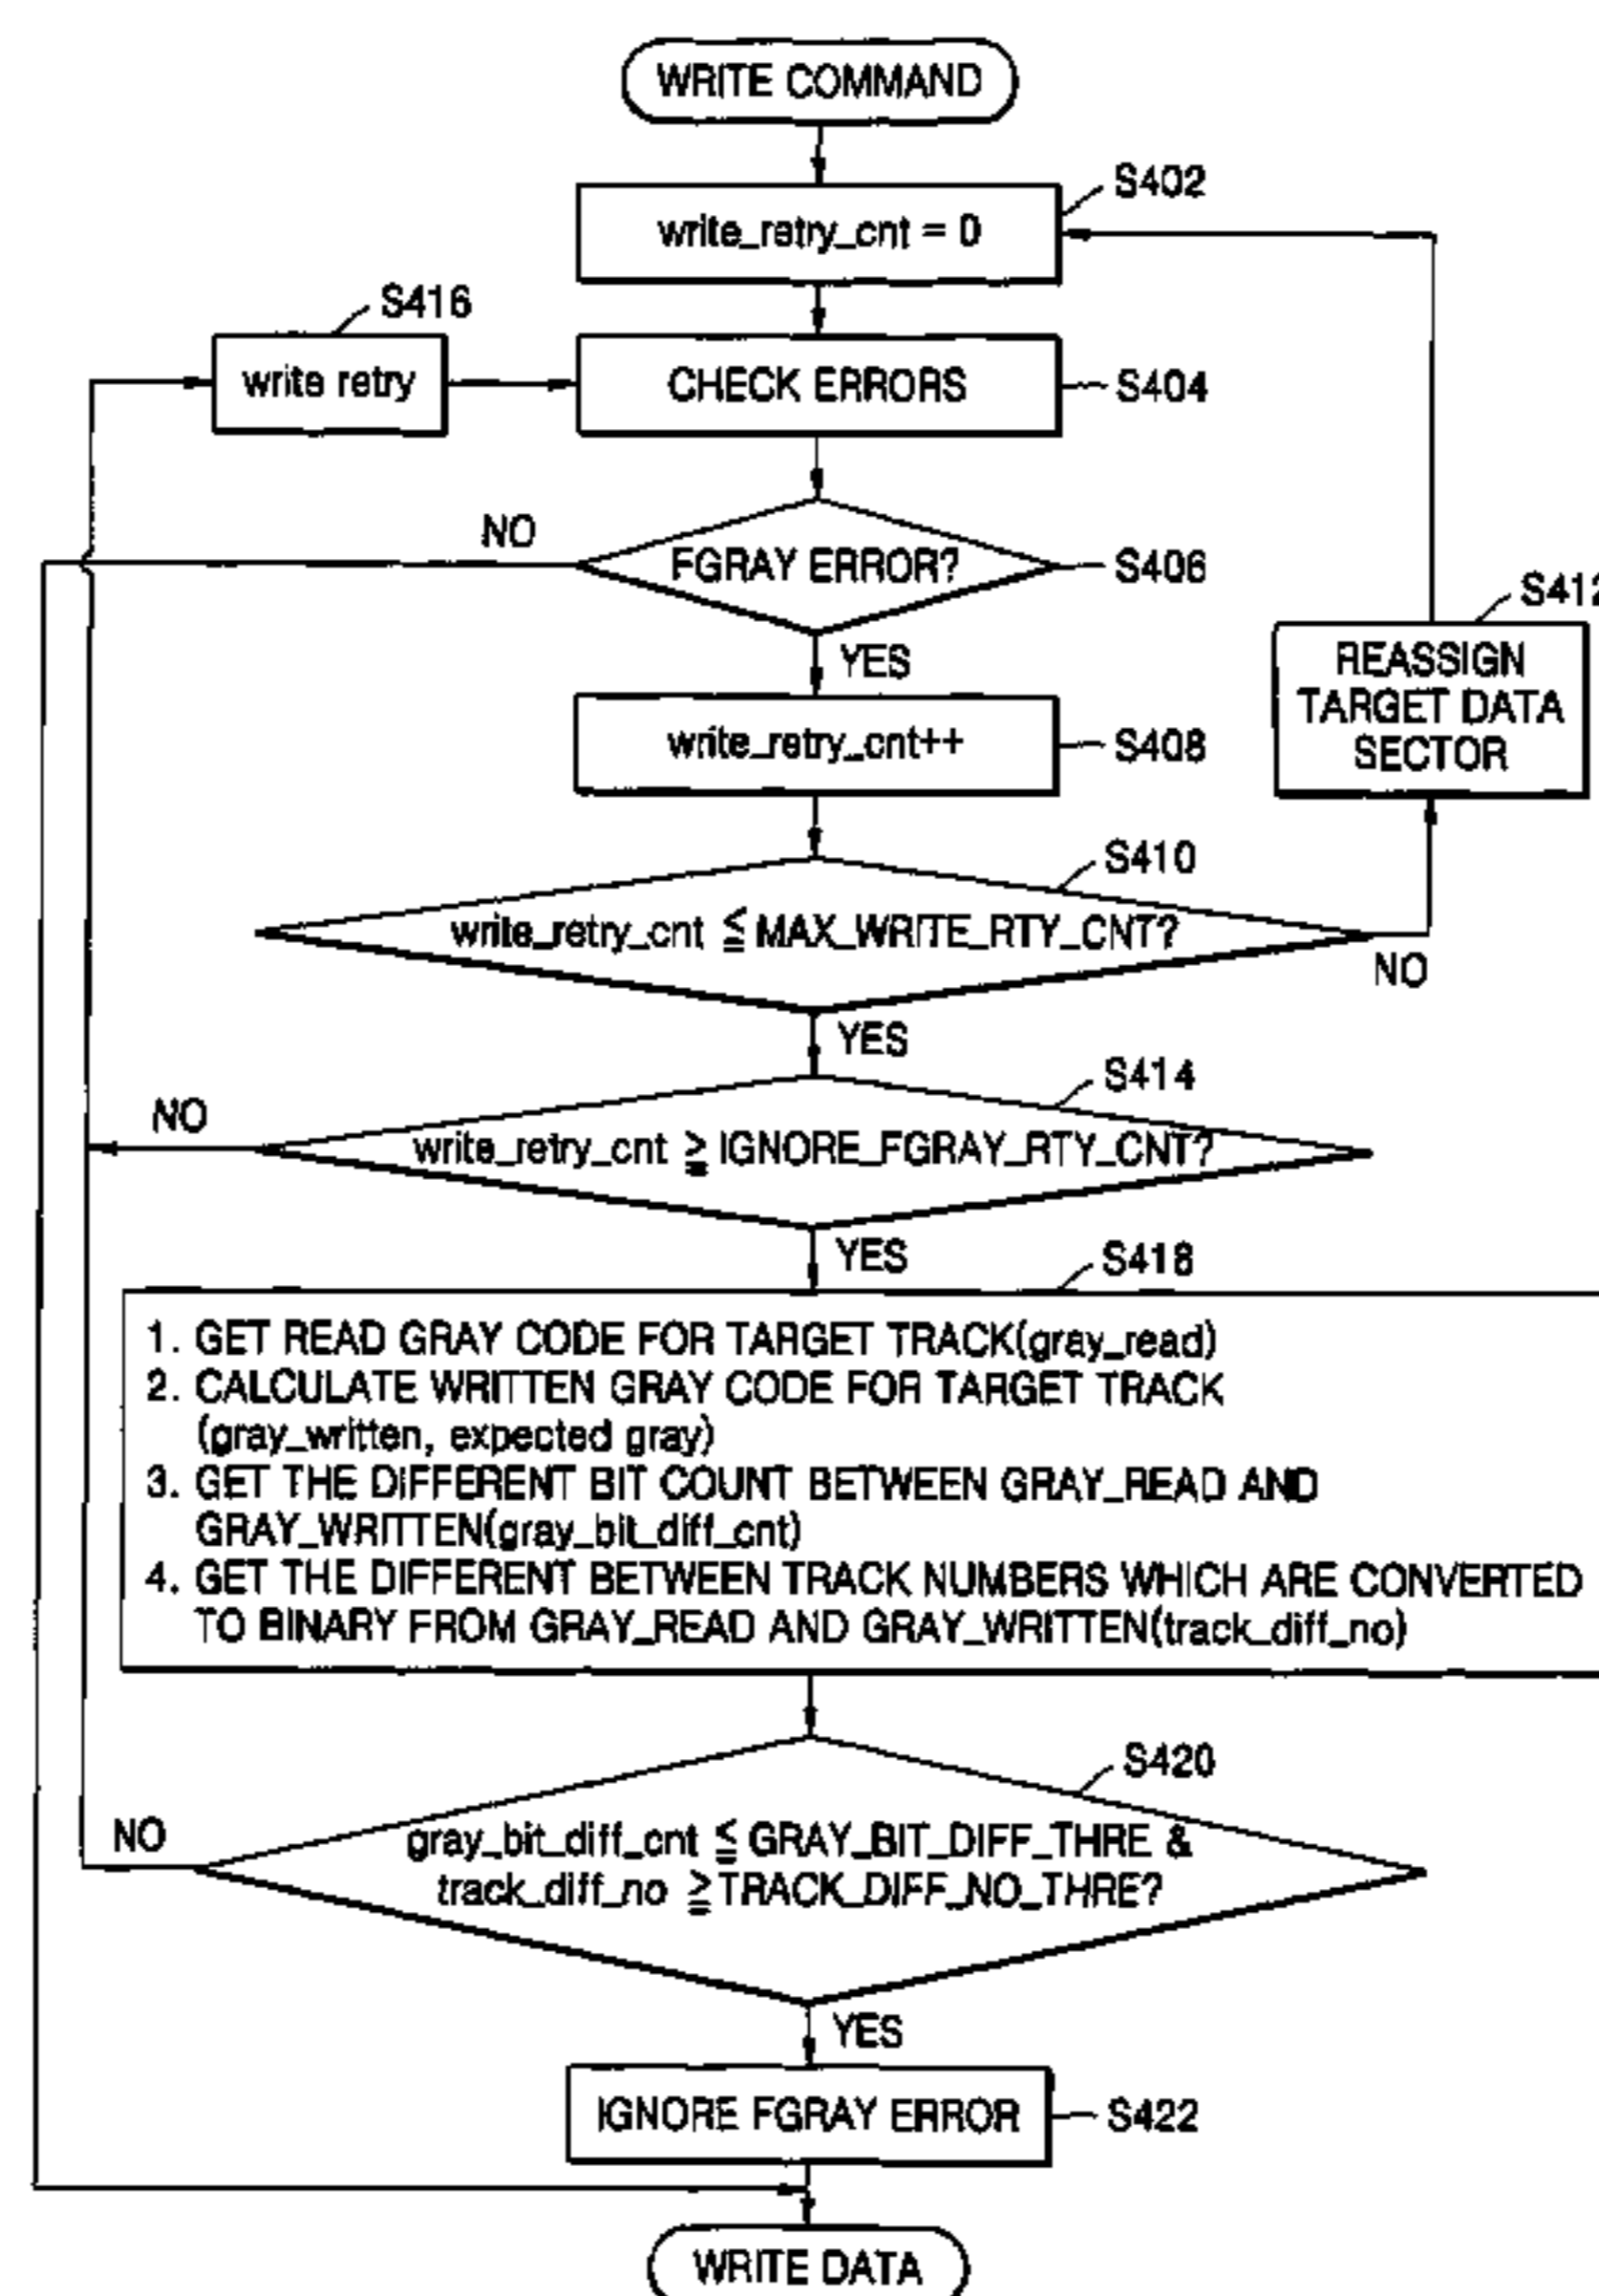 WRITE COMMAND
S402
write_retry_cnt = 0
S416
write retry
CHECK ERRORS
S404
NO
FGRAY ERROR?
S406
YES
S412
REASSIGN
TARGET DATA
SECTOR
write_retry_cnt++
S408
S410
write_retry_cnt ≦ MAX_WRITE_RTY_CNT?
NO
YES
S414
NO
write_retry_cnt ≧ IGNORE_FGRAY_RTY_CNT?
YES
S418
1. GET READ GRAY CODE FOR TARGET TRACK(gray_read)
2. CALCULATE WRITTEN GRAY CODE FOR TARGET TRACK
(gray_written, expected gray)
3. GET THE DIFFERENT BIT COUNT BETWEEN GRAY_READ AND
GRAY_WRITTEN(gray_bit_diff_cnt)
4. GET THE DIFFERENT BETWEEN TRACK NUMBERS WHICH ARE CONVERTED
TO BINARY FROM GRAY_READ AND GRAY_WRITTEN(track_diff_no)
S420
NO
gray_bit_diff_cnt ≦ GRAY_BIT_DIFF_THRE &
track_diff_no ≧ TRACK_DIFF_NO_THRE?
YES
IGNORE FGRAY ERROR
S422
WRITE DATA